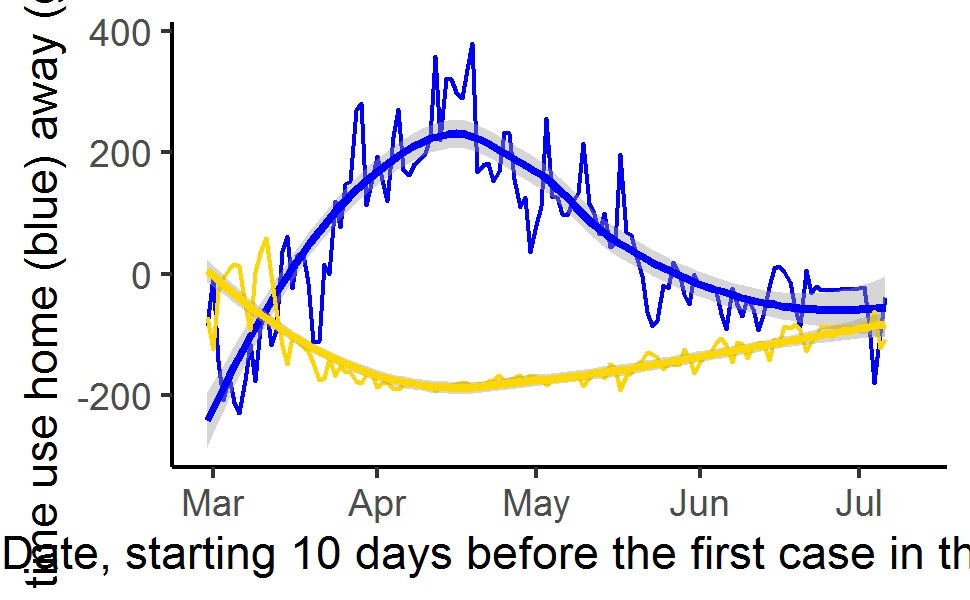 time use home (blue) away (
400
200
0
-200
Mar Apr May Jun Jul
Date, starting 10 days before the first case in th